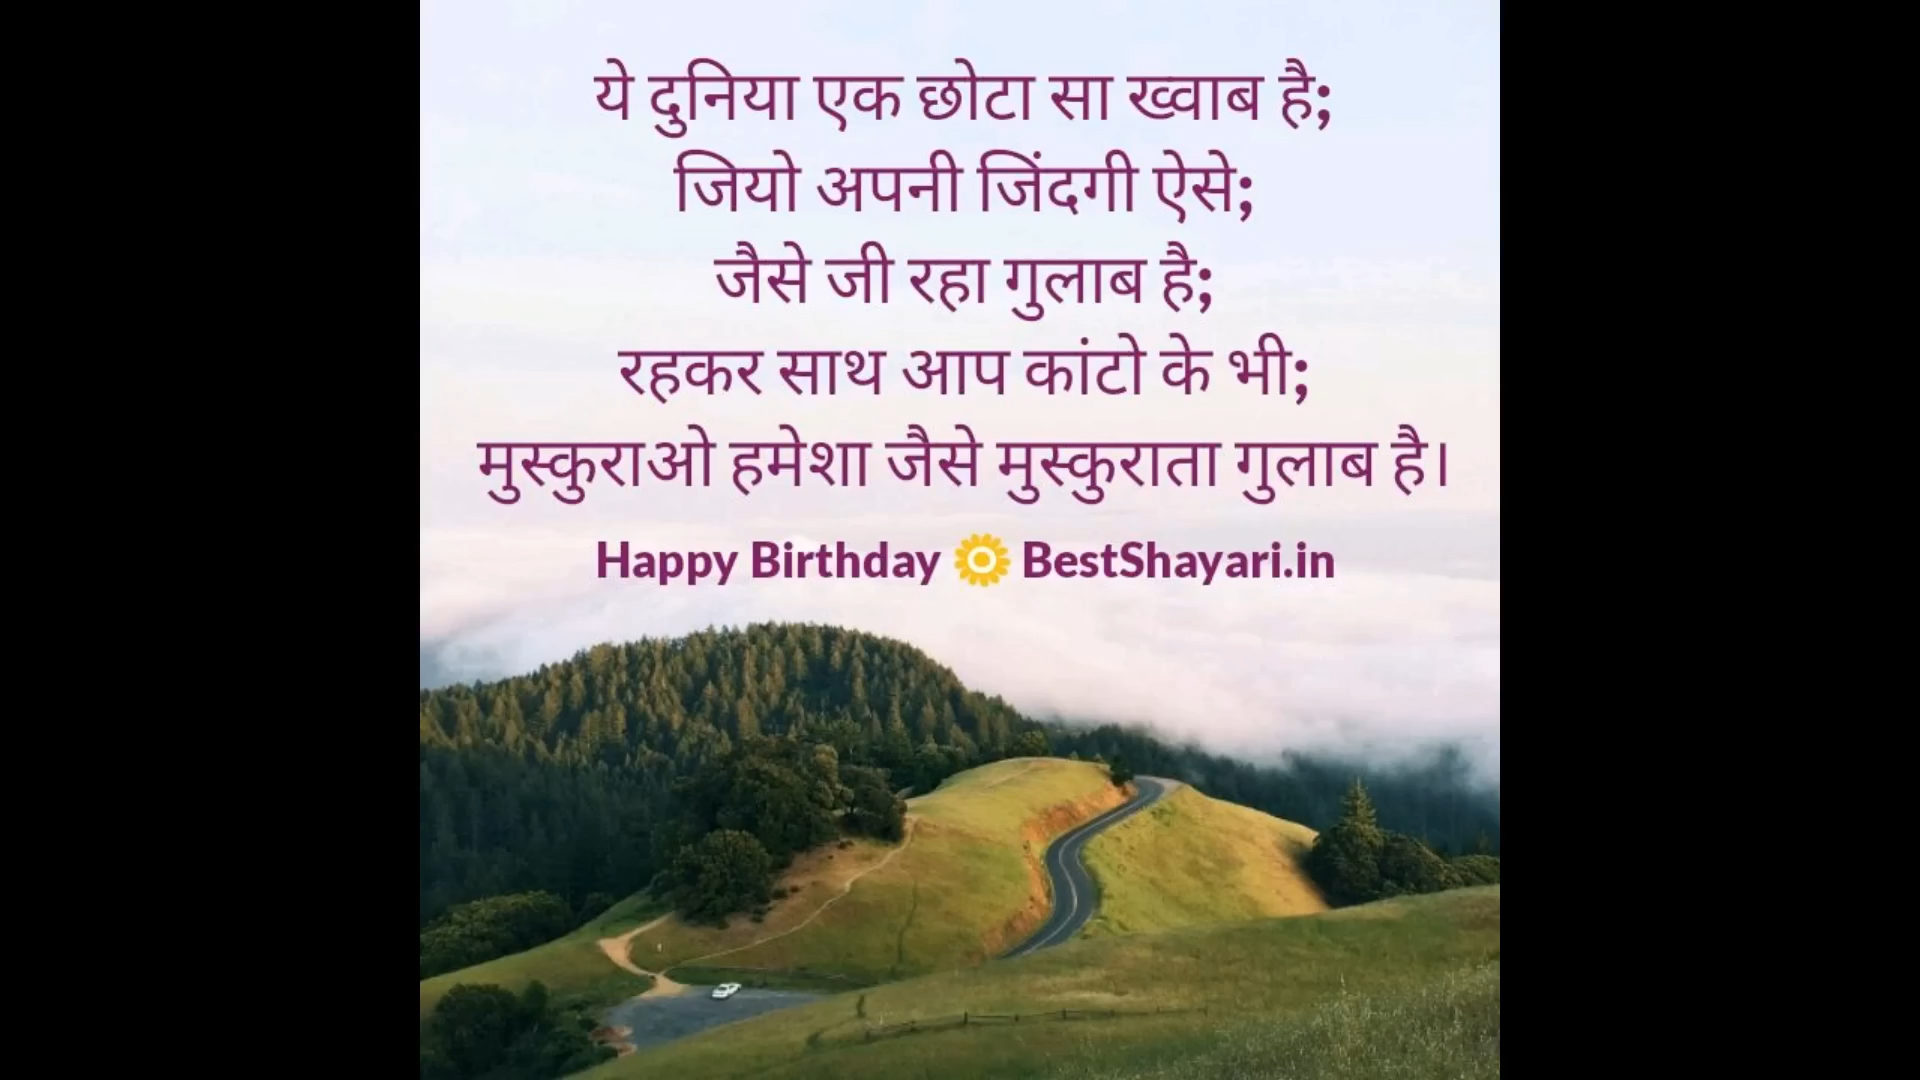 ये दुनिया एक छोटा सा ख्वाब है;
जियो अपनी जिंदगी ऐसे;
जैसे जी रहा गुलाब है;
रहकर साथ आप कांटो के भी;
मुस्कुराओ हमेशा जैसे मुस्कुराता गुलाब है।
Happy Birthday 🌼 BestShayari.in